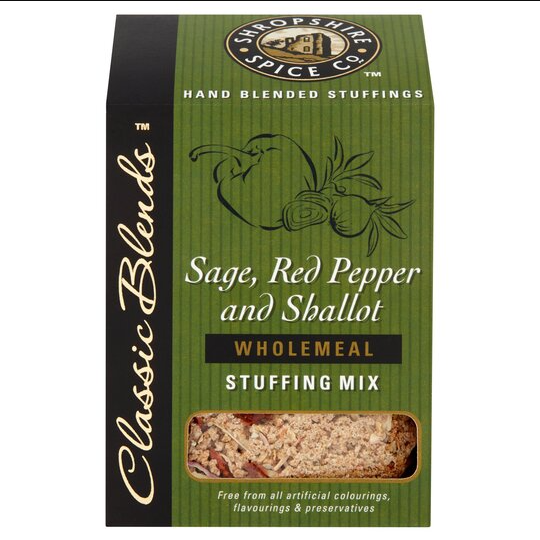 SHROPSHIRE
SPICE Co.
™
HAND BLENDED STUFFINGS
Classic Blends ™
Sage, Red Pepper
and Shallot
WHOLEMEAL
STUFFING MIX
Free from all artificial colourings,
flavourings & preservatives